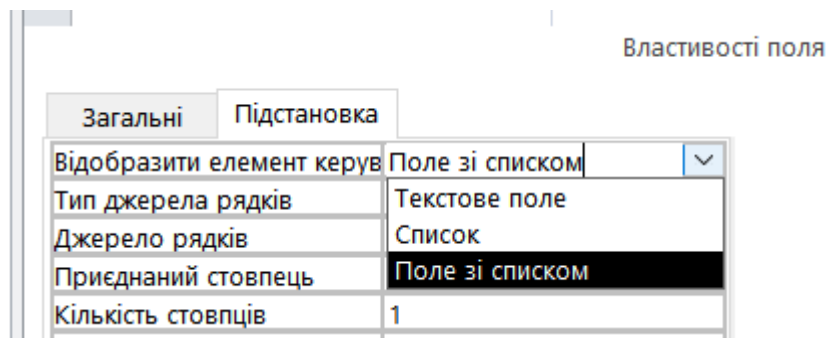 Властивості поля
Загальні Підстановка
Відобразити елемент керув Поле зі списком
Тип джерела рядків Текстове поле
Джерело рядків Список
Приєднаний стовпець Поле зі списком
Кількість стовпців 1